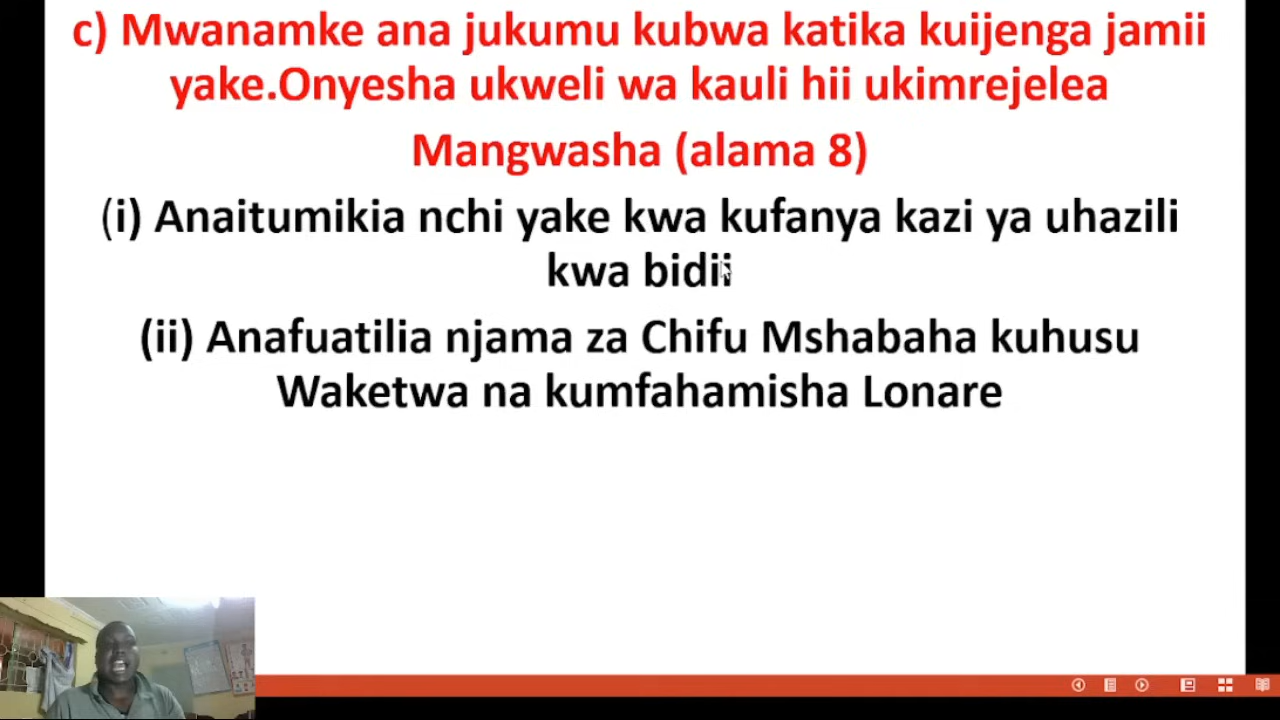 c) Mwanamke ana jukumu kubwa katika kuijenga jamii
yake.Onyesha ukweli wa kauli hii ukimrejelea
Mangwasha (alama 8)
(i) Anaitumikia nchi yake kwa kufanya kazi ya uhazili
kwa bidii
(ii) Anafuatilia njama za Chifu Mshabaha kuhusu
Waketwa na kumfahamisha Lonare